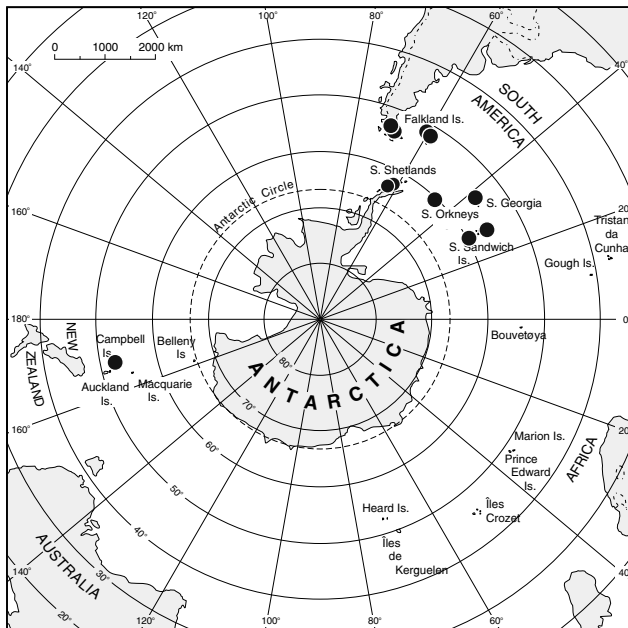 0 1000 2000 km
100°
80°
60°
40°
140°
120°
SOUTH
AMERICA
Falkland Is.
S. Shetlands
Antarctic Circle
S. Georgia
S. Orkneys
160°
20°
S. Sandwich
Is.
Tristan
da
Cunha
Gough Is.
180°
NEW
ZEALAND
Campbell
Is.
Belleny
Is
Bouvetøya
0°
Auckland
Is.
Macquarie
Is.
ANTARCTICA
80°
70°
60°
50°
40°
30°
20°
160°
20°
Marion Is.
Prince
Edward
Is.
AFRICA
Heard Is.
Îles
Crozet
Îles
de
Kerguelen
AUSTRALIA
140°
120°
100°
80°
60°
40°